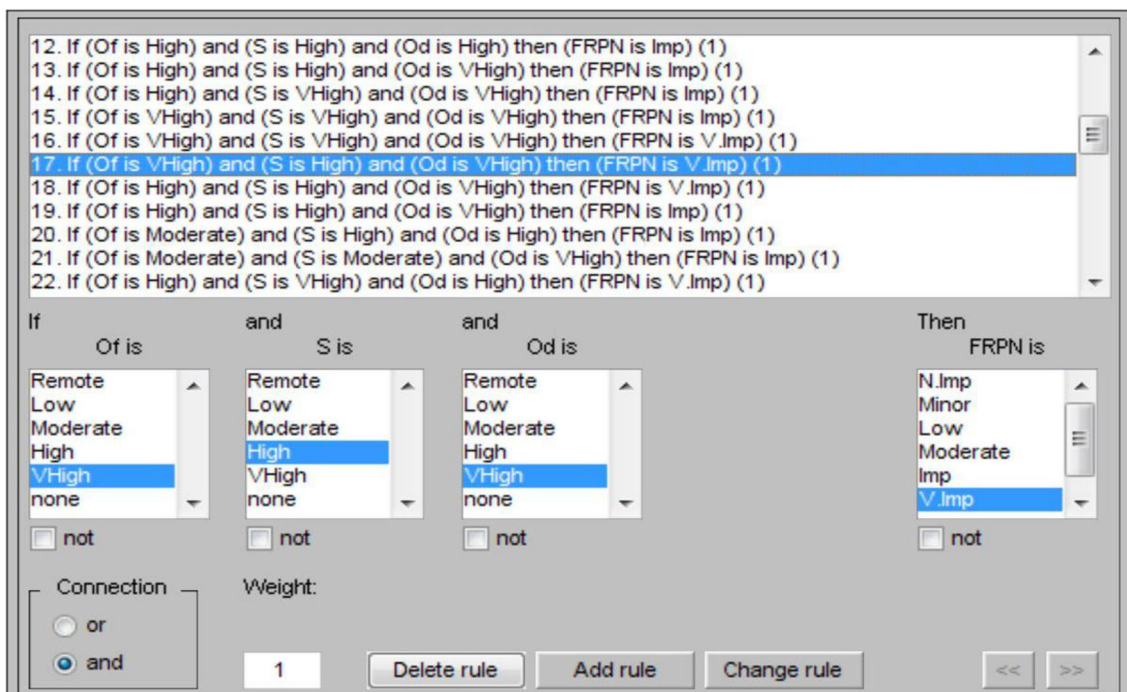 12. If (Of is High) and (S is High) and (Od is High) then (FRPN is Imp) (1)
13. If (Of is High) and (S is High) and (Od is VHigh) then (FRPN is Imp) (1)
14. If (Of is High) and (S is VHigh) and (Od is VHigh) then (FRPN is Imp) (1)
15. If (Of is VHigh) and (S is VHigh) and (Od is VHigh) then (FRPN is Imp) (1)
16. If (Of is VHigh) and (S is VHigh) and (Od is VHigh) then (FRPN is V.Imp) (1)
17. If (Of is VHigh) and (S is High) and (Od is VHigh) then (FRPN is V.Imp) (1)
18. If (Of is High) and (S is High) and (Od is VHigh) then (FRPN is V.Imp) (1)
19. If (Of is High) and (S is High) and (Od is VHigh) then (FRPN is Imp) (1)
20. If (Of is Moderate) and (S is High) and (Od is High) then (FRPN is Imp) (1)
21. If (Of is Moderate) and (S is Moderate) and (Od is VHigh) then (FRPN is Imp) (1)
22. If (Of is High) and (S is VHigh) and (Od is High) then (FRPN is V.Imp) (1)
If and and Then
Of is S is Od is FRPN is
Remote Remote Remote N.Imp
Low Low Low Minor
Moderate Moderate Moderate Low
High High High Moderate
VHigh VHigh VHigh Imp
none none none V.Imp
not not not not
Connection Weight:
or
and 1 Delete rule Add rule Change rule << >>